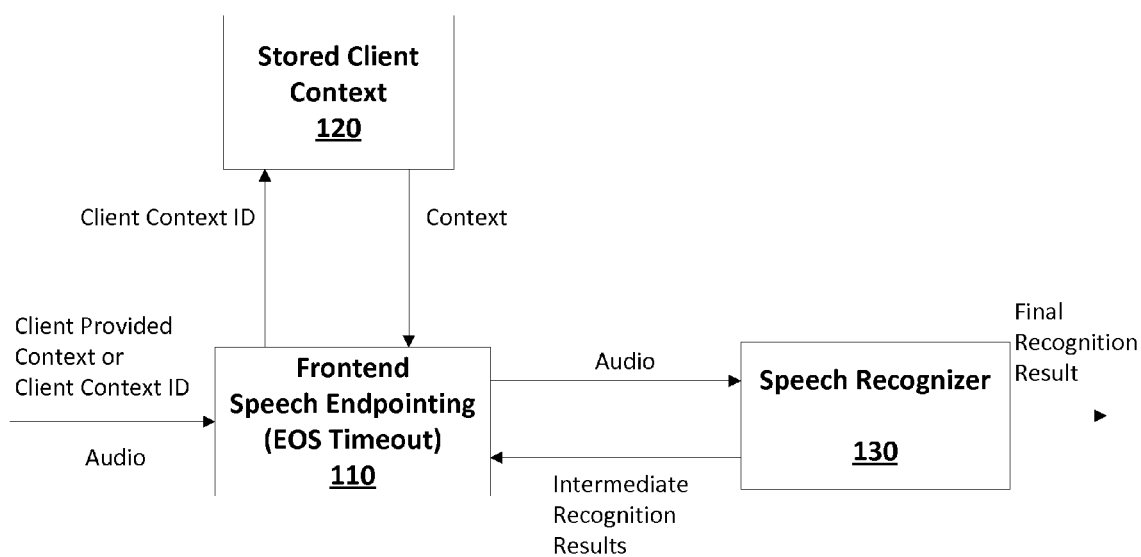 Stored Client
Context
120
Client Context ID
Context
Client Provided
Context or
Client Context ID
Audio
Frontend
Speech Endpointing
(EOS Timeout)
110
Audio
Intermediate
Recognition
Results
Speech Recognizer
130
Final
Recognition
Result